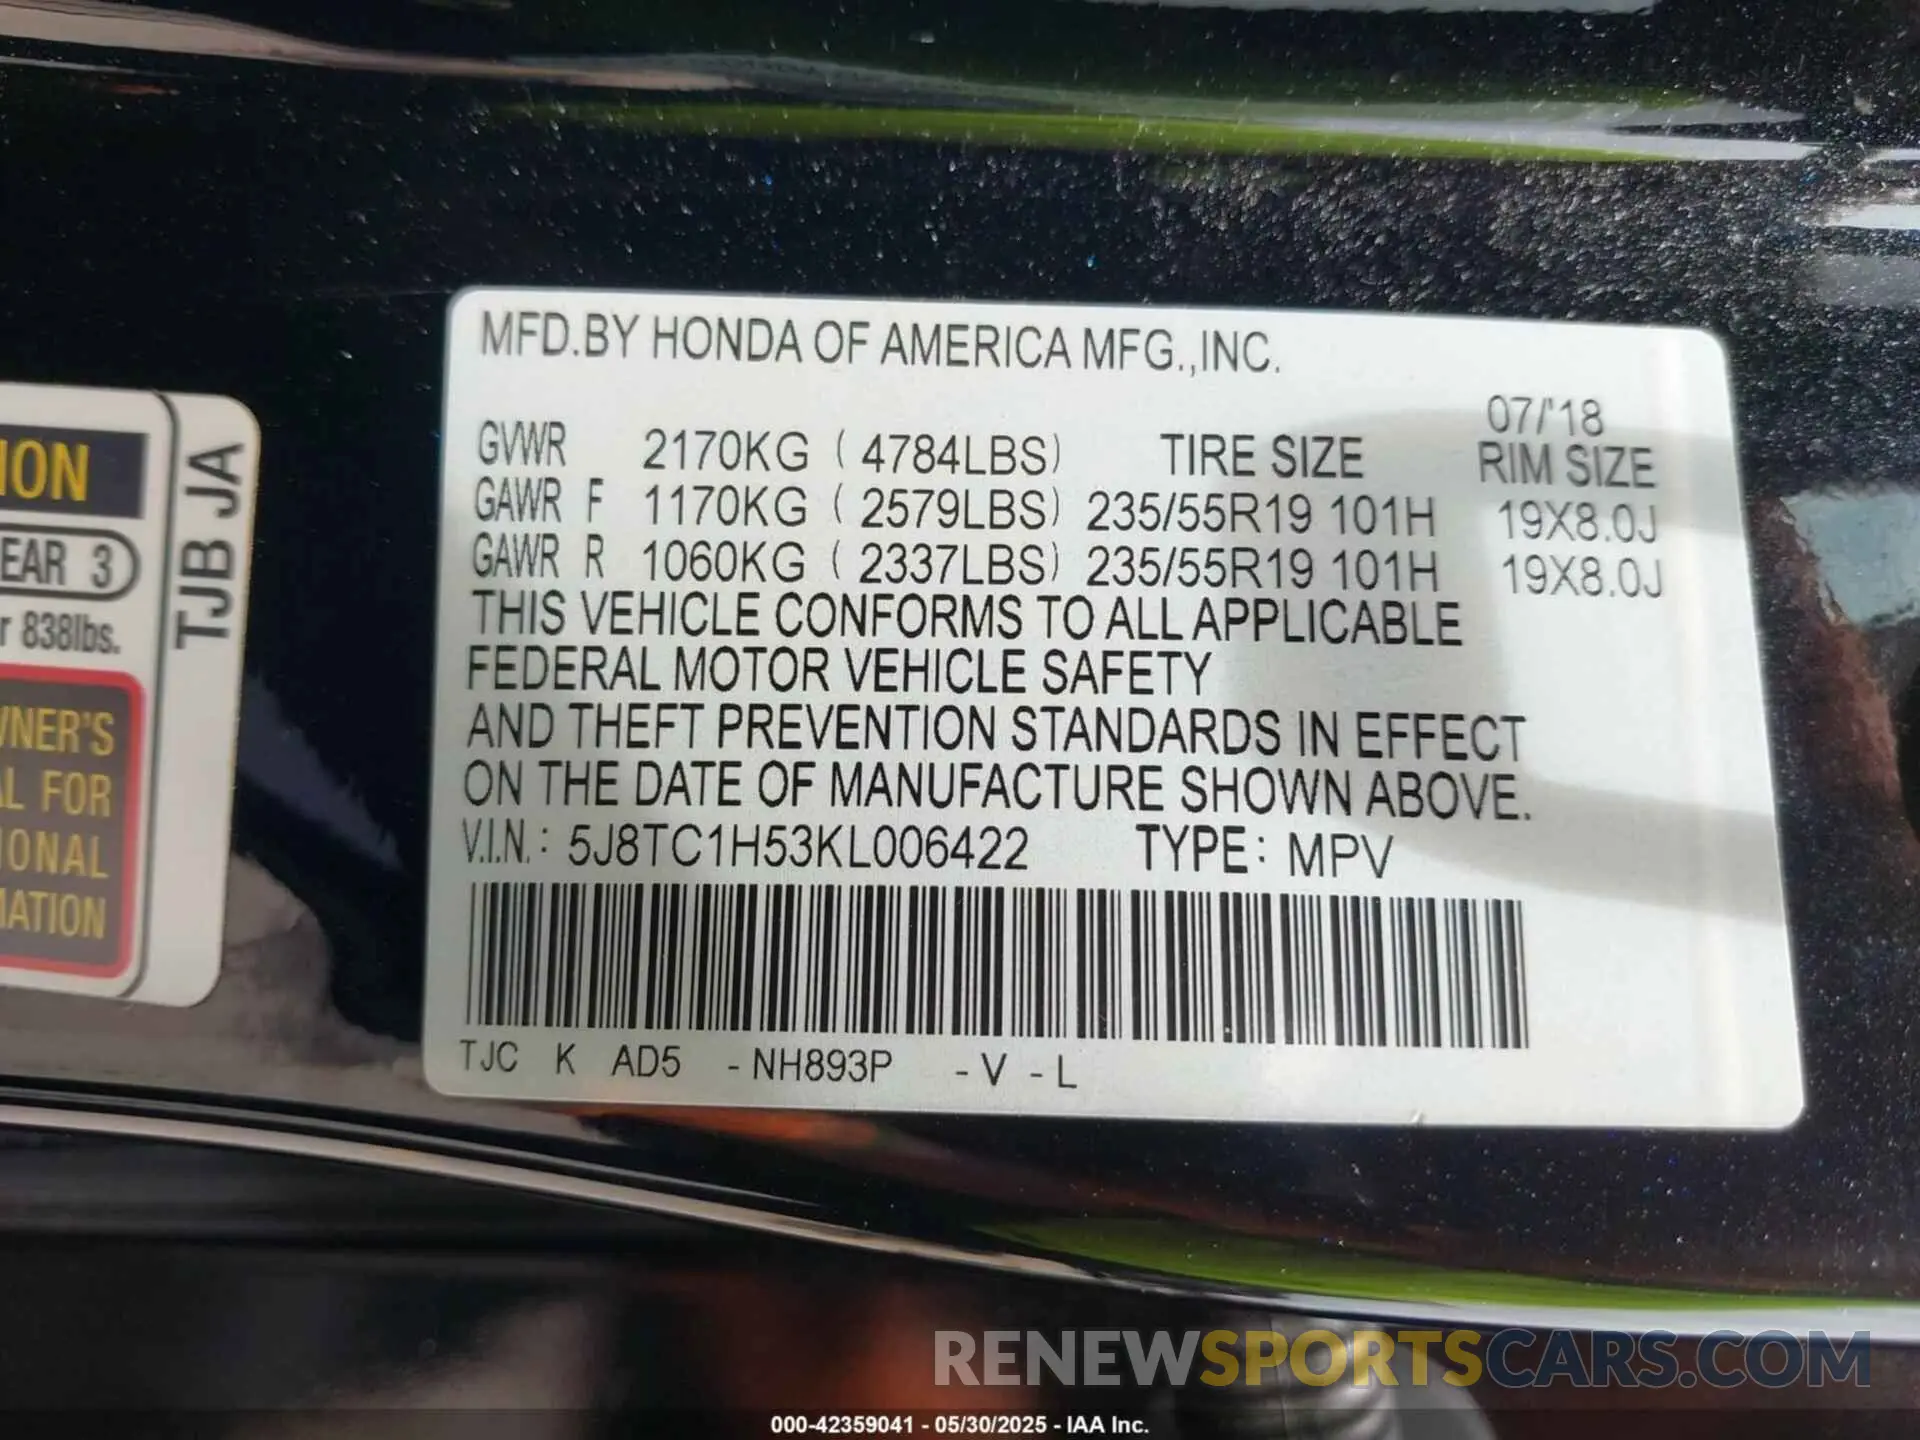 MFD.BY HONDA OF AMERICA MFG.,INC.
07/'18
GVWR 2170KG ( 4784LBS) TIRE SIZE RIM SIZE
GAWR F 1170KG ( 2579LBS) 235/55R19 101H 19X8.0J
GAWR R 1060KG ( 2337LBS) 235/55R19 101H 19X8.0J
THIS VEHICLE CONFORMS TO ALL APPLICABLE
FEDERAL MOTOR VEHICLE SAFETY
AND THEFT PREVENTION STANDARDS IN EFFECT
ON THE DATE OF MANUFACTURE SHOWN ABOVE.
V.I.N.: 5J8TC1H53KL006422 TYPE: MPV
TJC K AD5 -NH893P -V -L
ION
EAR 3
r 838lbs.
WNER'S
L FOR
IONAL
MATION
TJB JA
RENEWSPORTSCARS.COM
000-42359041 - 05/30/2025 - IAA Inc.